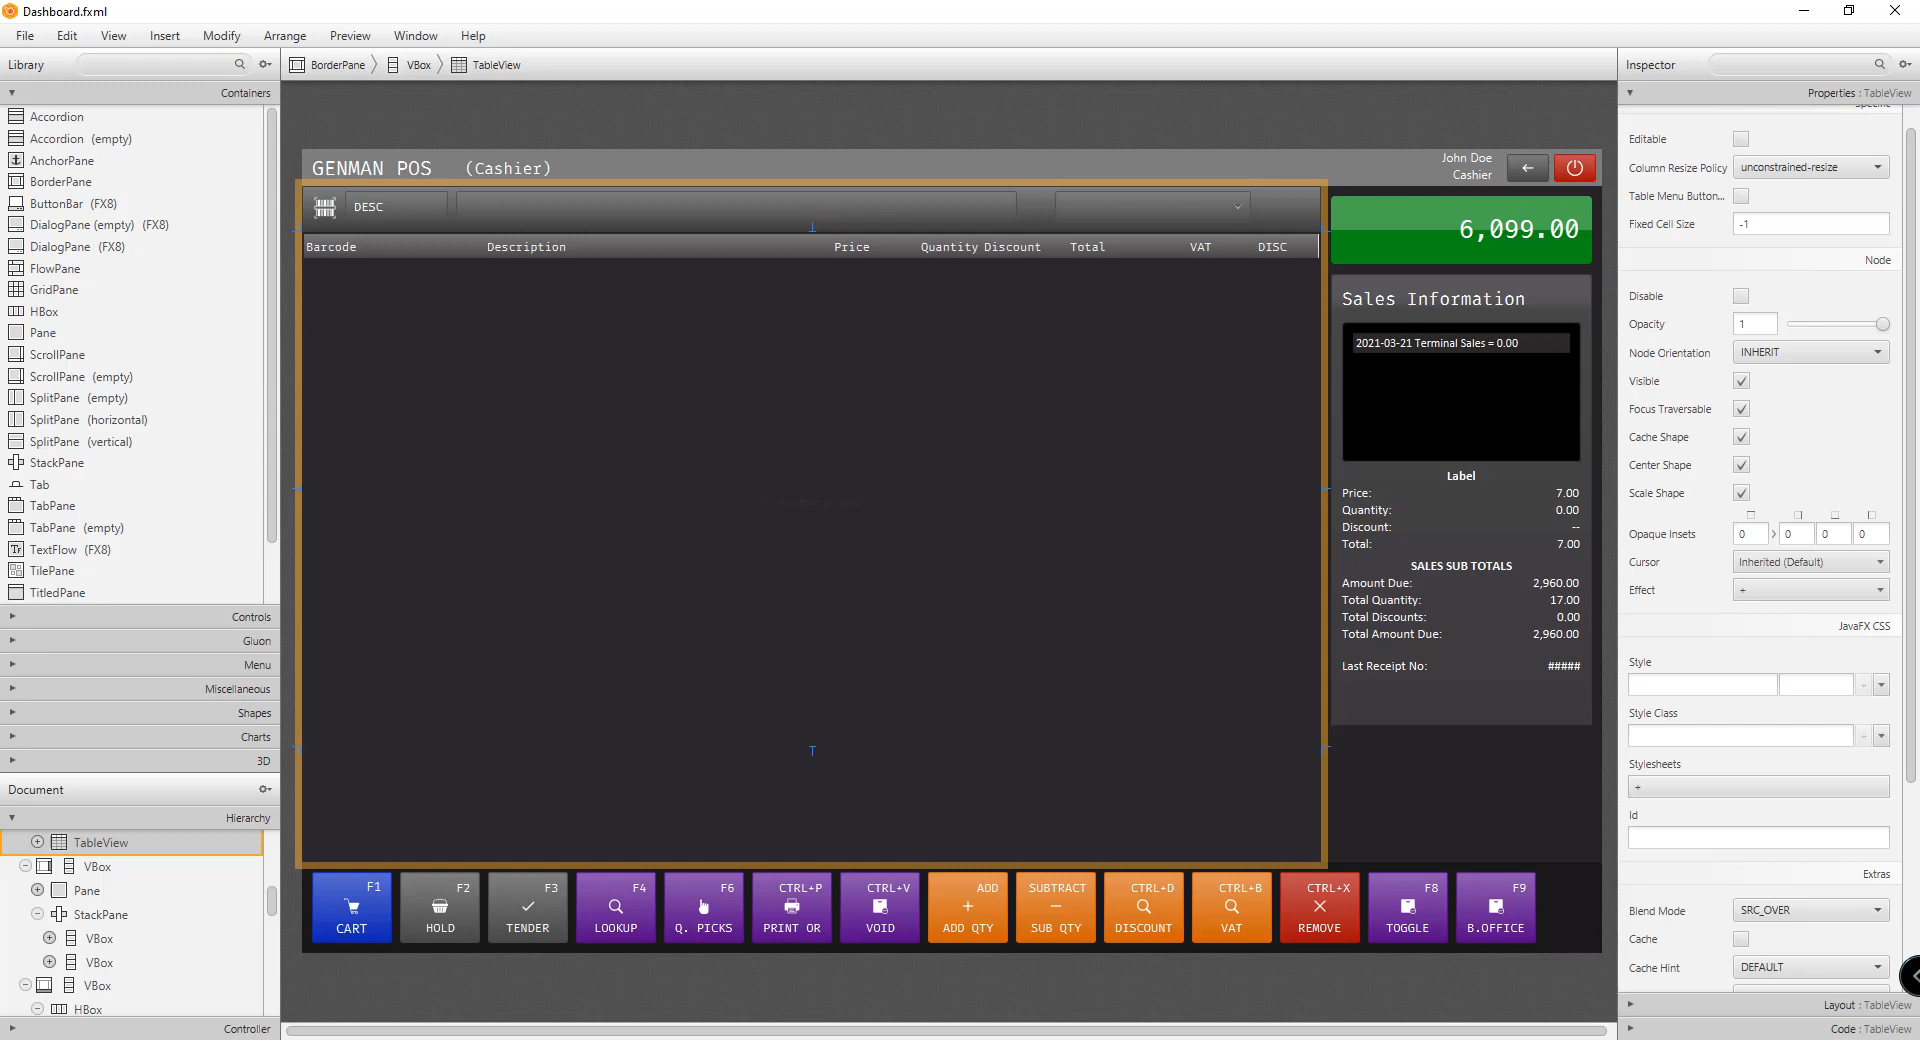 Dashboard.fxml
File Edit View Insert Modify Arrange Preview Window Help
Library
BorderPane VBox TableView
Inspector
Containers
Accordion
Accordion (empty)
AnchorPane
BorderPane
ButtonBar (FX8)
DialogPane (empty) (FX8)
DialogPane (FX8)
FlowPane
GridPane
HBox
Pane
ScrollPane
ScrollPane (empty)
SplitPane (empty)
SplitPane (horizontal)
SplitPane (vertical)
StackPane
Tab
TabPane
TabPane (empty)
TextFlow (FX8)
TilePane
TitledPane
Controls
Gluon
Menu
Miscellaneous
Shapes
Charts
3D
Document
Hierarchy
TableView
VBox
Pane
StackPane
VBox
VBox
VBox
HBox
Controller
GENMAN POS (Cashier)
John Doe
Cashier
DESC
Barcode Description Price Quantity Discount Total VAT DISC
6,099.00
Sales Information
2021-03-21 Terminal Sales = 0.00
Label
Price: 7.00
Quantity: 0.00
Discount: --
Total: 7.00
SALES SUB TOTALS
Amount Due: 2,960.00
Total Quantity: 17.00
Total Discounts: 0.00
Total Amount Due: 2,960.00
Last Receipt No: #####
F1 CART
F2 HOLD
F3 TENDER
F4 LOOKUP
F6 Q. PICKS
CTRL+P PRINT OR
CTRL+V VOID
ADD ADD QTY
SUBTRACT SUB QTY
CTRL+D DISCOUNT
CTRL+B VAT
CTRL+X REMOVE
F8 TOGGLE
F9 B.OFFICE
Properties : TableView
Specific
Editable
Column Resize Policy unconstrained-resize
Table Menu Button...
Fixed Cell Size -1
Node
Disable
Opacity 1
Node Orientation INHERIT
Visible
Focus Traversable
Cache Shape
Center Shape
Scale Shape
Opaque Insets 0 0 0 0
Cursor Inherited (Default)
Effect +
JavaFX CSS
Style
Style Class
Stylesheets
+
Id
Extras
Blend Mode SRC_OVER
Cache
Cache Hint DEFAULT
Layout : TableView
Code : TableView